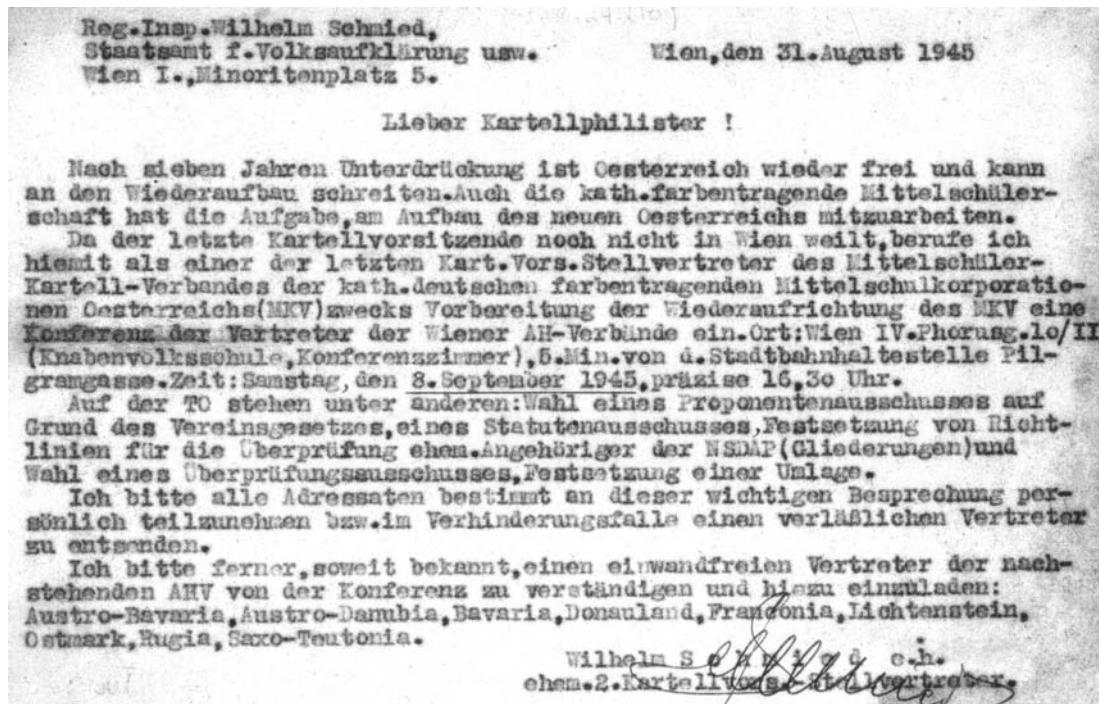 Reg.Insp.Wilhelm Schmied,
Staatsamt f.Volksaufklärung usw. Wien,den 31.August 1945
Wien I.,Minoritenplatz 5.
Lieber Kartellphilister !
Nach sieben Jahren Unterdrückung ist Oesterreich wieder frei und kann
an den Wiederaufbau schreiten.Auch die kath.farbentragende Mittelschüler-
schaft hat die Aufgabe,am Aufbau des neuen Oesterreichs mitzuarbeiten.
Da der letzte Kartellvorsitzende noch nicht in Wien weilt,berufe ich
hiemit als einer der letzten Kart.Vors.Stellvertreter des Mittelschüler-
Kartell-Verbandes der kath.deutschen farbentragenden Mittelschulkorporatio-
nen Oesterreichs(MKV)zwecks Vorbereitung der Wiederaufrichtung des MKV eine
Konferenz der Vertreter der Wiener AH-Verbände ein.Ort:Wien IV.Phorusg.lo/II
(Knabenvolksschule,Konferenzzimmer),5.Min.von d.Stadtbahnhaltestelle Pil-
gramgasse.Zeit:Samstag,den 8.September 1945,präzise 16,3o Uhr.
Auf der TO stehen unter anderen:Wahl eines Proponentenausschusses auf
Grund des Vereinsgesetzes,eines Statutenausschusses,Festsetzung von Richt-
linien für die Überprüfung ehem.Angehöriger der NSDAP(Gliederungen)und
Wahl eines Überprüfungsausschusses,Festsetzung einer Umlage.
Ich bitte alle Adressaten bestimmt an dieser wichtigen Besprechung per-
sönlich teilzunehmen bzw.im Verhinderungsfalle einen verläßlichen Vertreter
zu entsenden.
Ich bitte ferner,soweit bekannt,einen einwandfreien Vertreter der nach-
stehenden AHV von der Konferenz zu verständigen und hiezu einzuladen:
Austro-Bavaria,Austro-Danubia,Bavaria,Donauland,Franconia,Lichtenstein,
Ostmark,Rugia,Saxo-Teutonia.
Wilhelm S c h m i e d e.h.
ehem.2.Kartellvors.-Stellvertreter.